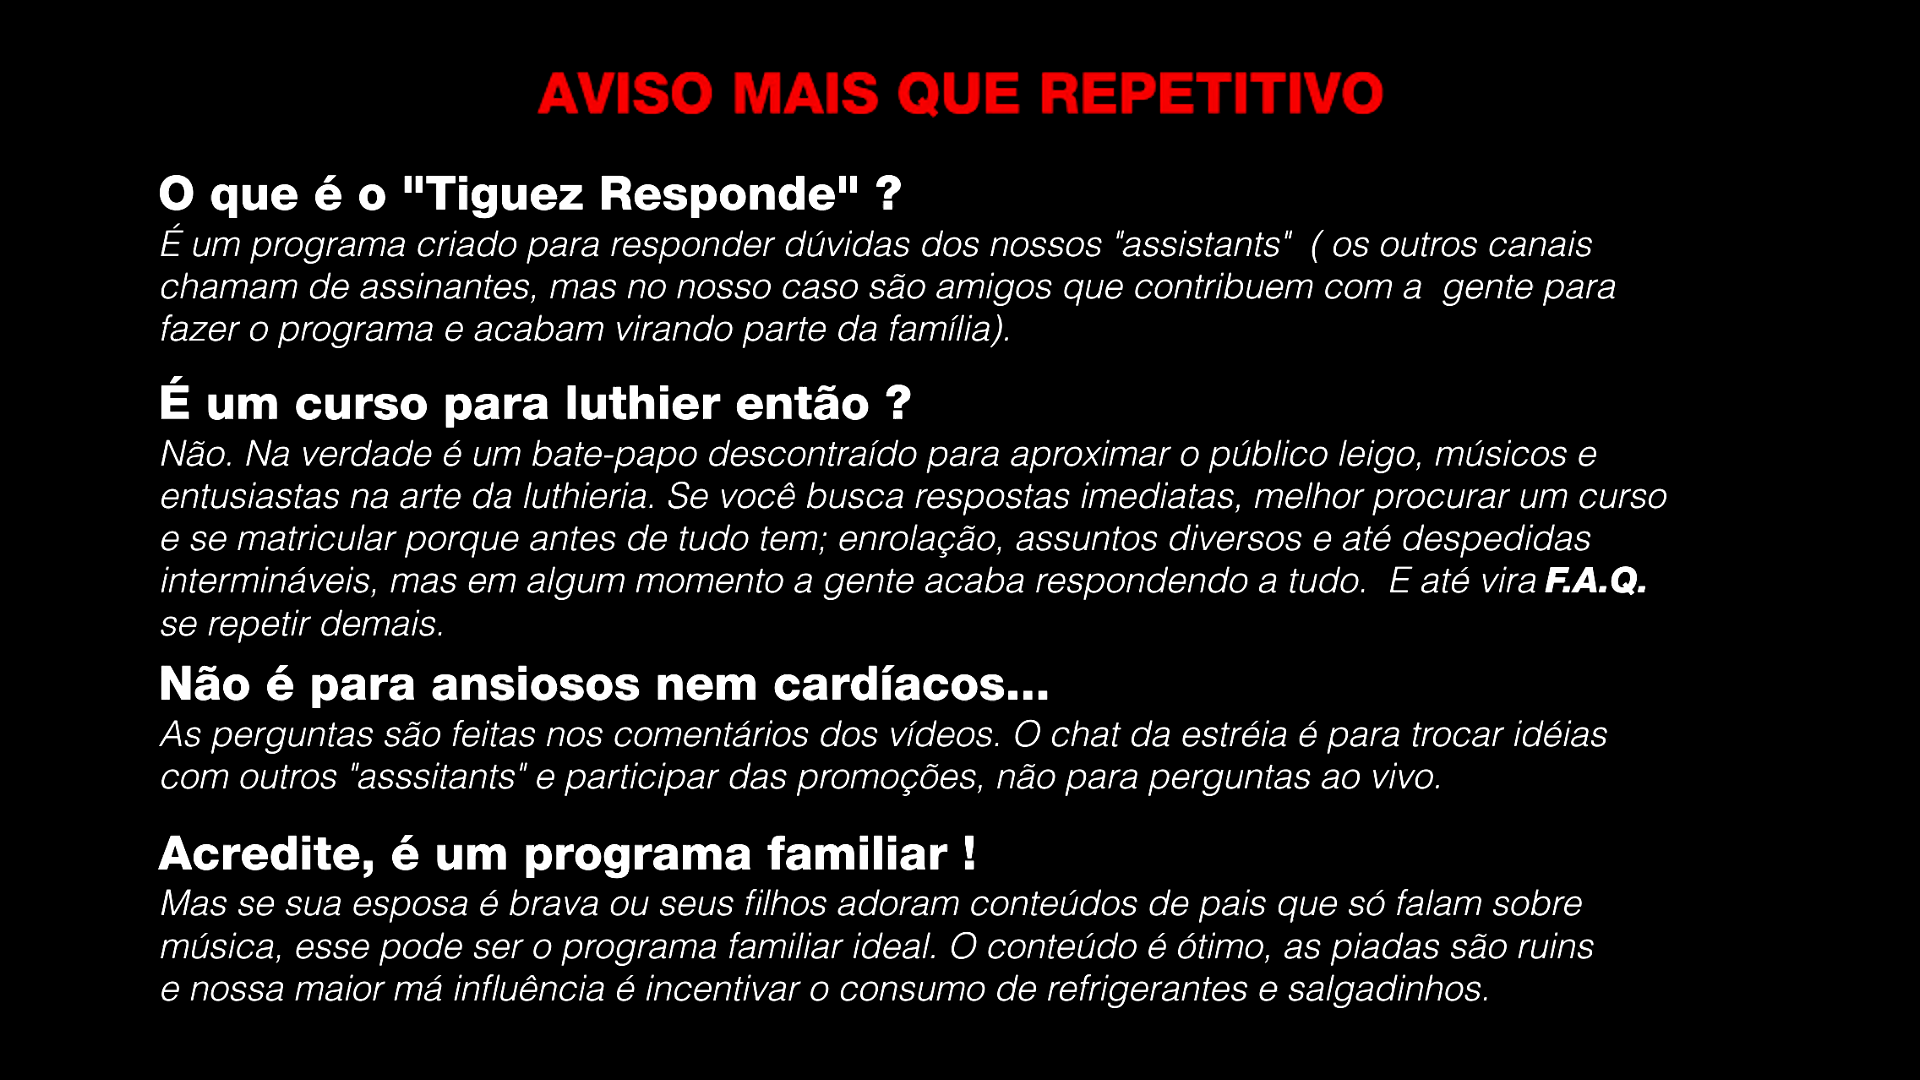 AVISO MAIS QUE REPETITIVO
O que é o "Tiguez Responde" ?
É um programa criado para responder dúvidas dos nossos "assistants"  ( os outros canais
chamam de assinantes, mas no nosso caso são amigos que contribuem com a  gente para
fazer o programa e acabam virando parte da família).
É um curso para luthier então ?
Não. Na verdade é um bate-papo descontraído para aproximar o público leigo, músicos e
entusiastas na arte da luthieria. Se você busca respostas imediatas, melhor procurar um curso
e se matricular porque antes de tudo tem; enrolação, assuntos diversos e até despedidas
intermináveis, mas em algum momento a gente acaba respondendo a tudo.  E até vira F.A.Q.
se repetir demais.
Não é para ansiosos nem cardíacos...
As perguntas são feitas nos comentários dos vídeos. O chat da estréia é para trocar idéias
com outros "asssitants" e participar das promoções, não para perguntas ao vivo.
Acredite, é um programa familiar !
Mas se sua esposa é brava ou seus filhos adoram conteúdos de pais que só falam sobre
música, esse pode ser o programa familiar ideal. O conteúdo é ótimo, as piadas são ruins
e nossa maior má influência é incentivar o consumo de refrigerantes e salgadinhos.